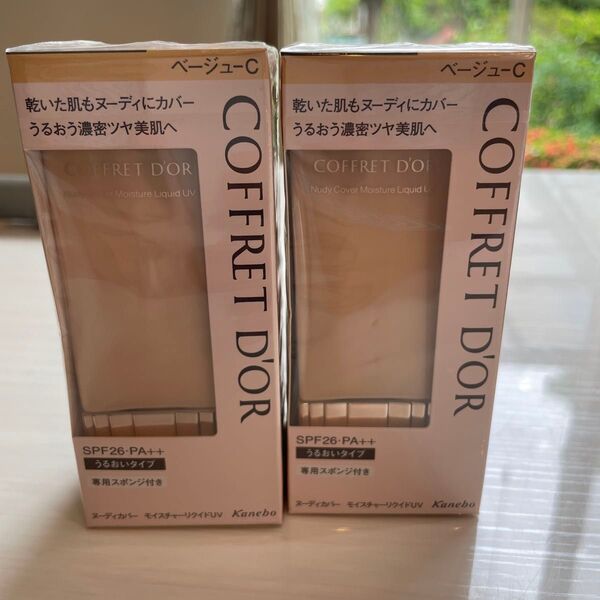 ベージューC
乾いた肌もヌーディにカバー
うるおう濃密ツヤ美肌へ
COFFRET D'OR
COFFRET D'OR
Moisture Liquid UV
SPF26・PA++
うるおいタイプ
専用スポンジ付き
ヌーディカバー モイスチャーリクイドUV
Kanebo
ベージューC
乾いた肌もヌーディにカバー
うるおう濃密ツヤ美肌へ
COFFRET D'OR
COFFRET D'OR
Nudy Cover Moisture Liquid U
SPF26・PA++
うるおいタイプ
専用スポンジ付き
ヌーディカバー モイスチャーリクイドUV
Kanebo